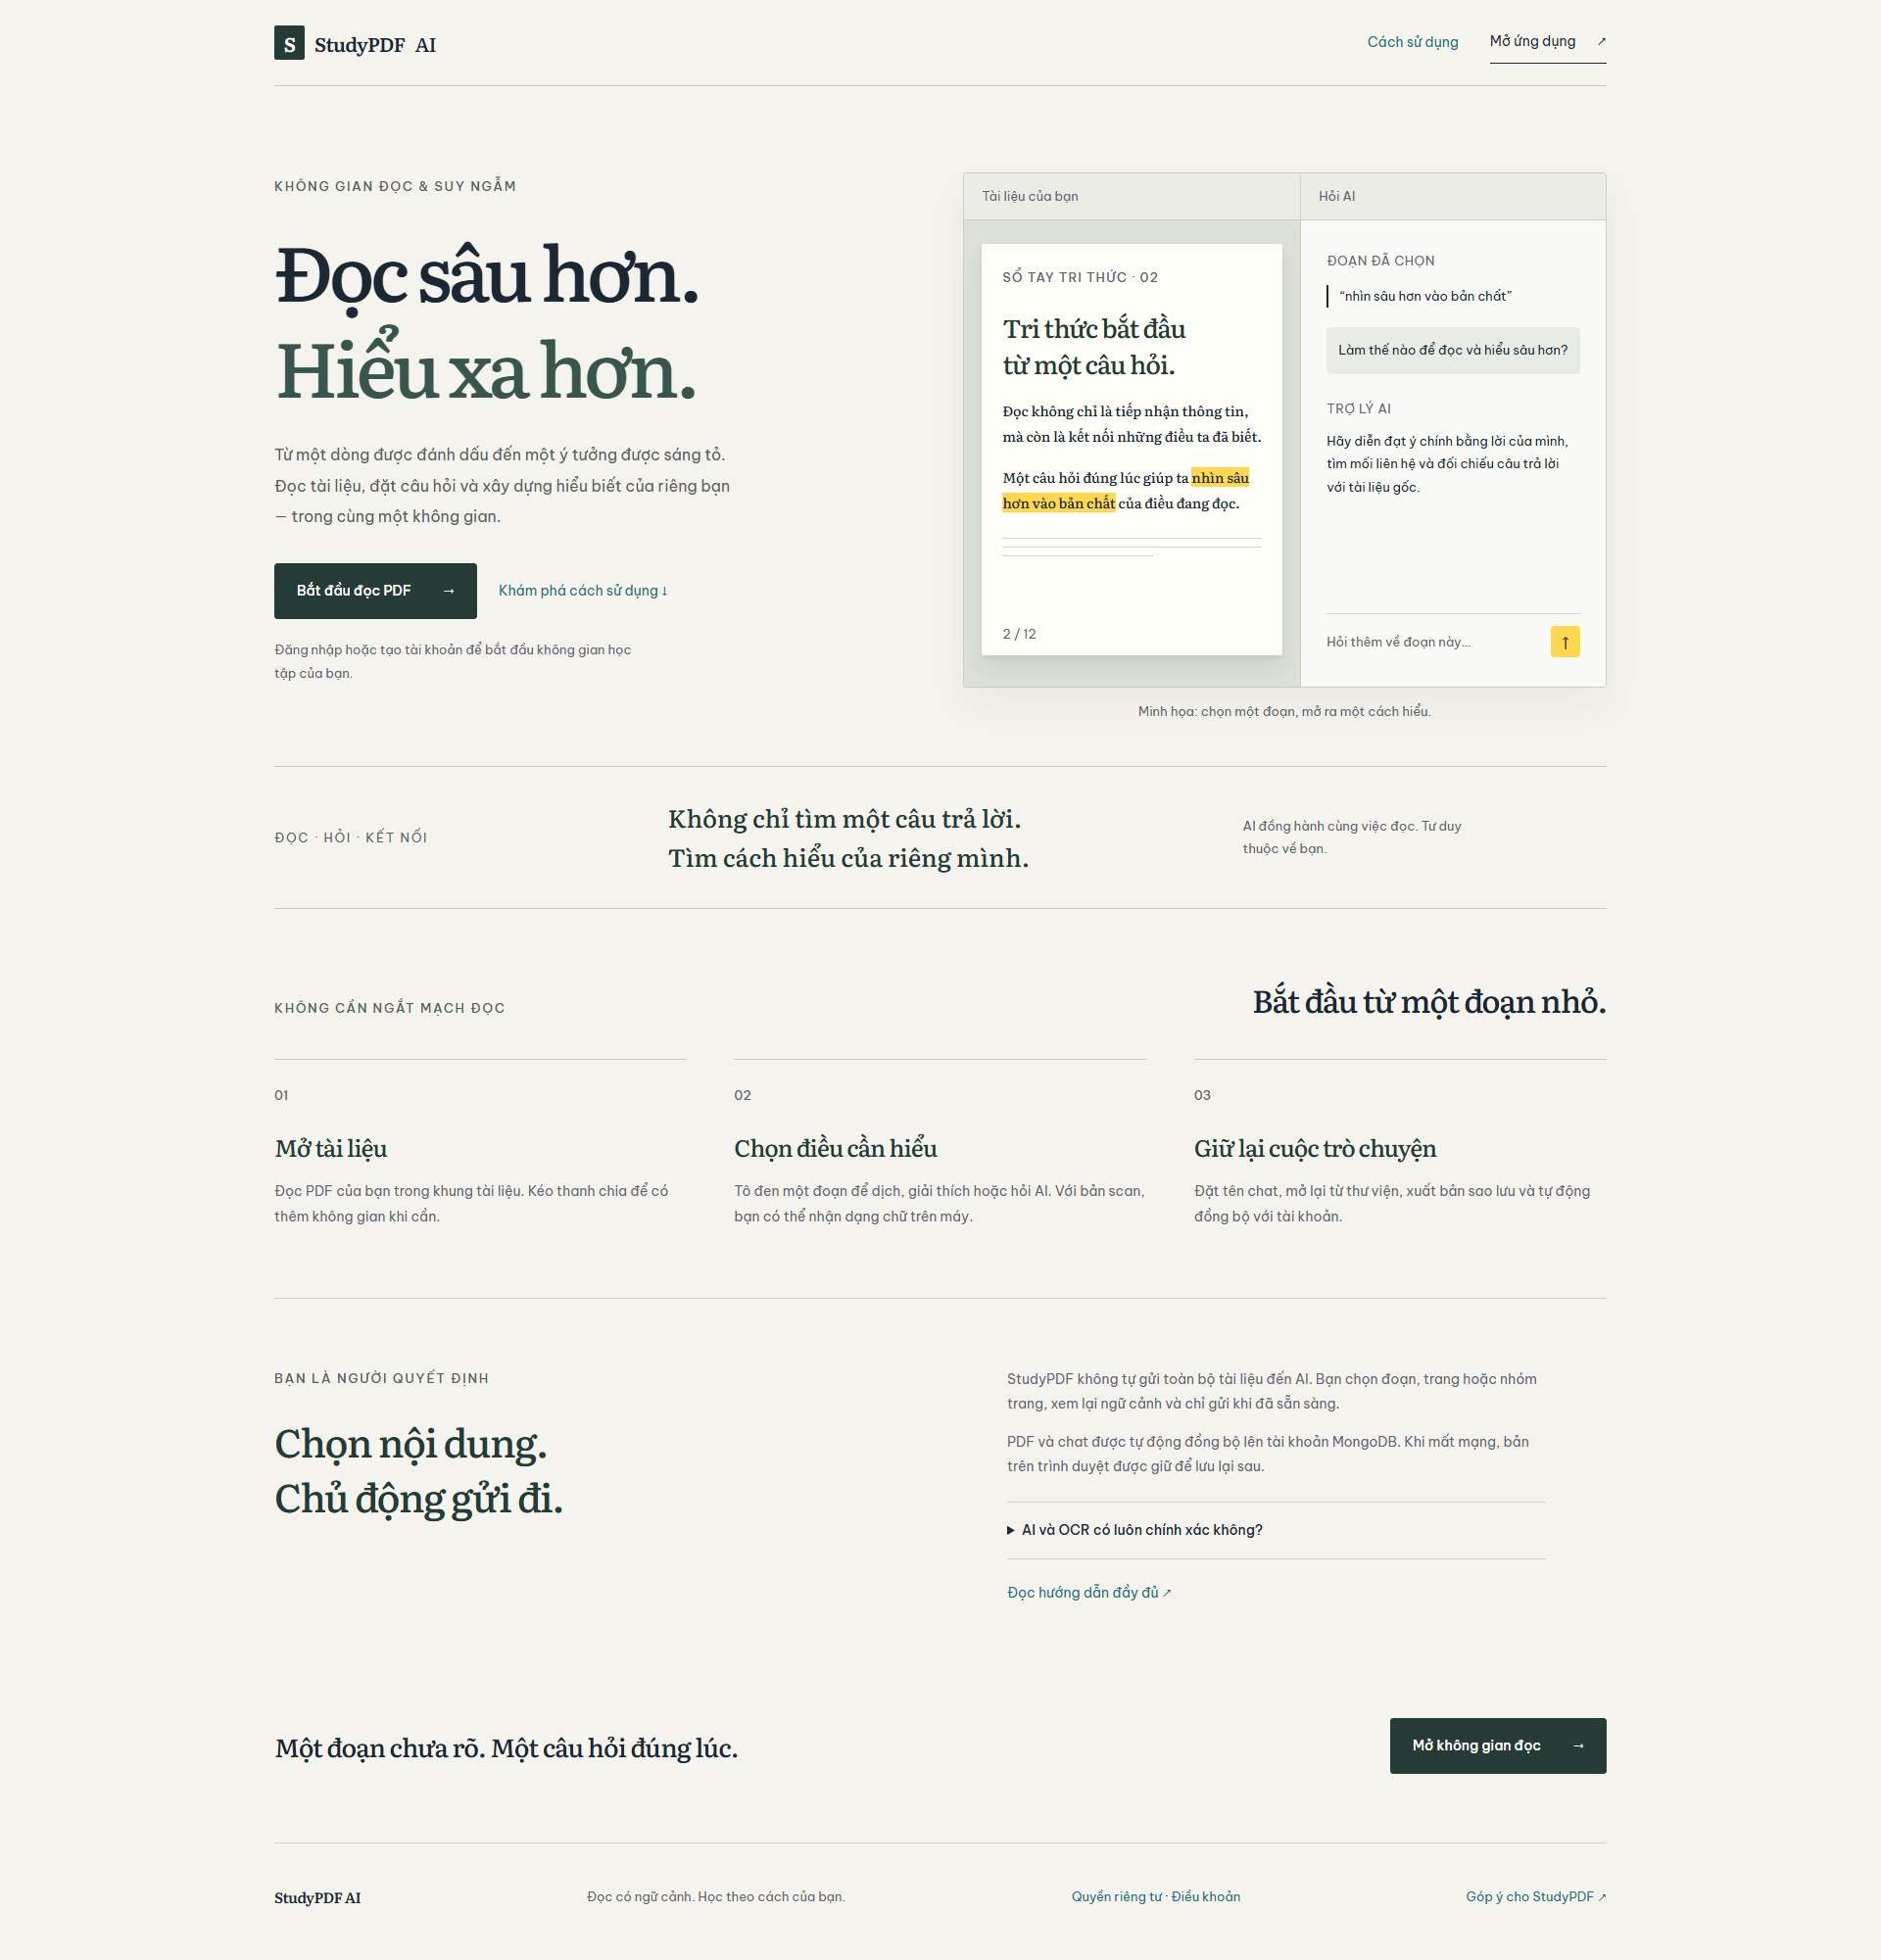 S StudyPDF AI
Cách sử dụng
Mở ứng dụng ↗
KHÔNG GIAN ĐỌC & SUY NGẪM
Đọc sâu hơn.
Hiểu xa hơn.
Từ một dòng được đánh dấu đến một ý tưởng được sáng tỏ.
Đọc tài liệu, đặt câu hỏi và xây dựng hiểu biết của riêng bạn
— trong cùng một không gian.
Bắt đầu đọc PDF →
Khám phá cách sử dụng ↓
Đăng nhập hoặc tạo tài khoản để bắt đầu không gian học
tập của bạn.
Tài liệu của bạn
SỔ TAY TRI THỨC · 02
Tri thức bắt đầu
từ một câu hỏi.
Đọc không chỉ là tiếp nhận thông tin,
mà còn là kết nối những điều ta đã biết.
Một câu hỏi đúng lúc giúp ta nhìn sâu
hơn vào bản chất của điều đang đọc.
2 / 12
Hỏi AI
ĐOẠN ĐÃ CHỌN
“nhìn sâu hơn vào bản chất”
Làm thế nào để đọc và hiểu sâu hơn?
TRỢ LÝ AI
Hãy diễn đạt ý chính bằng lời của mình,
tìm mối liên hệ và đối chiếu câu trả lời
với tài liệu gốc.
Hỏi thêm về đoạn này... ↑
Minh họa: chọn một đoạn, mở ra một cách hiểu.
ĐỌC · HỎI · KẾT NỐI
Không chỉ tìm một câu trả lời.
Tìm cách hiểu của riêng mình.
AI đồng hành cùng việc đọc. Tư duy
thuộc về bạn.
KHÔNG CẦN NGẮT MẠCH ĐỌC
Bắt đầu từ một đoạn nhỏ.
01
Mở tài liệu
Đọc PDF của bạn trong khung tài liệu. Kéo thanh chia để có
thêm không gian khi cần.
02
Chọn điều cần hiểu
Tô đen một đoạn để dịch, giải thích hoặc hỏi AI. Với bản scan,
bạn có thể nhận dạng chữ trên máy.
03
Giữ lại cuộc trò chuyện
Đặt tên chat, mở lại từ thư viện, xuất bản sao lưu và tự động
đồng bộ với tài khoản.
BẠN LÀ NGƯỜI QUYẾT ĐỊNH
Chọn nội dung.
Chủ động gửi đi.
StudyPDF không tự gửi toàn bộ tài liệu đến AI. Bạn chọn đoạn, trang hoặc nhóm
trang, xem lại ngữ cảnh và chỉ gửi khi đã sẵn sàng.
PDF và chat được tự động đồng bộ lên tài khoản MongoDB. Khi mất mạng, bản
trên trình duyệt được giữ để lưu lại sau.
▶ AI và OCR có luôn chính xác không?
Đọc hướng dẫn đầy đủ ↗
Một đoạn chưa rõ. Một câu hỏi đúng lúc.
Mở không gian đọc →
StudyPDF AI
Đọc có ngữ cảnh. Học theo cách của bạn.
Quyền riêng tư · Điều khoản
Góp ý cho StudyPDF ↗